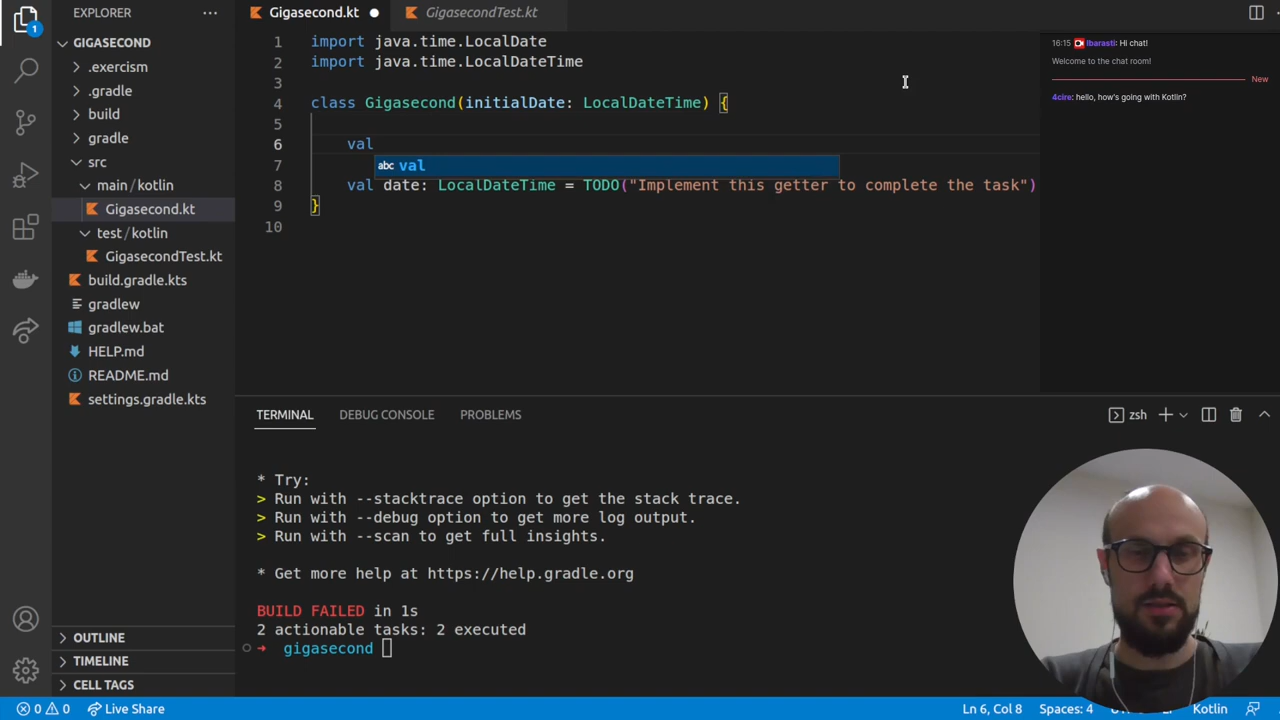 EXPLORER
GIGASECOND
.exercism
.gradle
build
gradle
src
main / kotlin
Gigasecond.kt
test / kotlin
GigasecondTest.kt
build.gradle.kts
gradlew
gradlew.bat
HELP.md
README.md
settings.gradle.kts
OUTLINE
TIMELINE
CELL TAGS
1
Gigasecond.kt
GigasecondTest.kt
1 import java.time.LocalDate
2 import java.time.LocalDateTime
3
4 class Gigasecond(initialDate: LocalDateTime) {
5
6 val
abc val
7
8 val date: LocalDateTime = TODO("Implement this getter to complete the task")
9 }
10
16:15 lbarasti: Hi chat!
Welcome to the chat room!
New
4cire: hello, how's going with Kotlin?
TERMINAL DEBUG CONSOLE PROBLEMS
zsh
* Try:
> Run with --stacktrace option to get the stack trace.
> Run with --debug option to get more log output.
> Run with --scan to get full insights.
* Get more help at https://help.gradle.org
BUILD FAILED in 1s
2 actionable tasks: 2 executed
➜ gigasecond
0 0 Live Share
Ln 6, Col 8 Spaces: 4
Kotlin